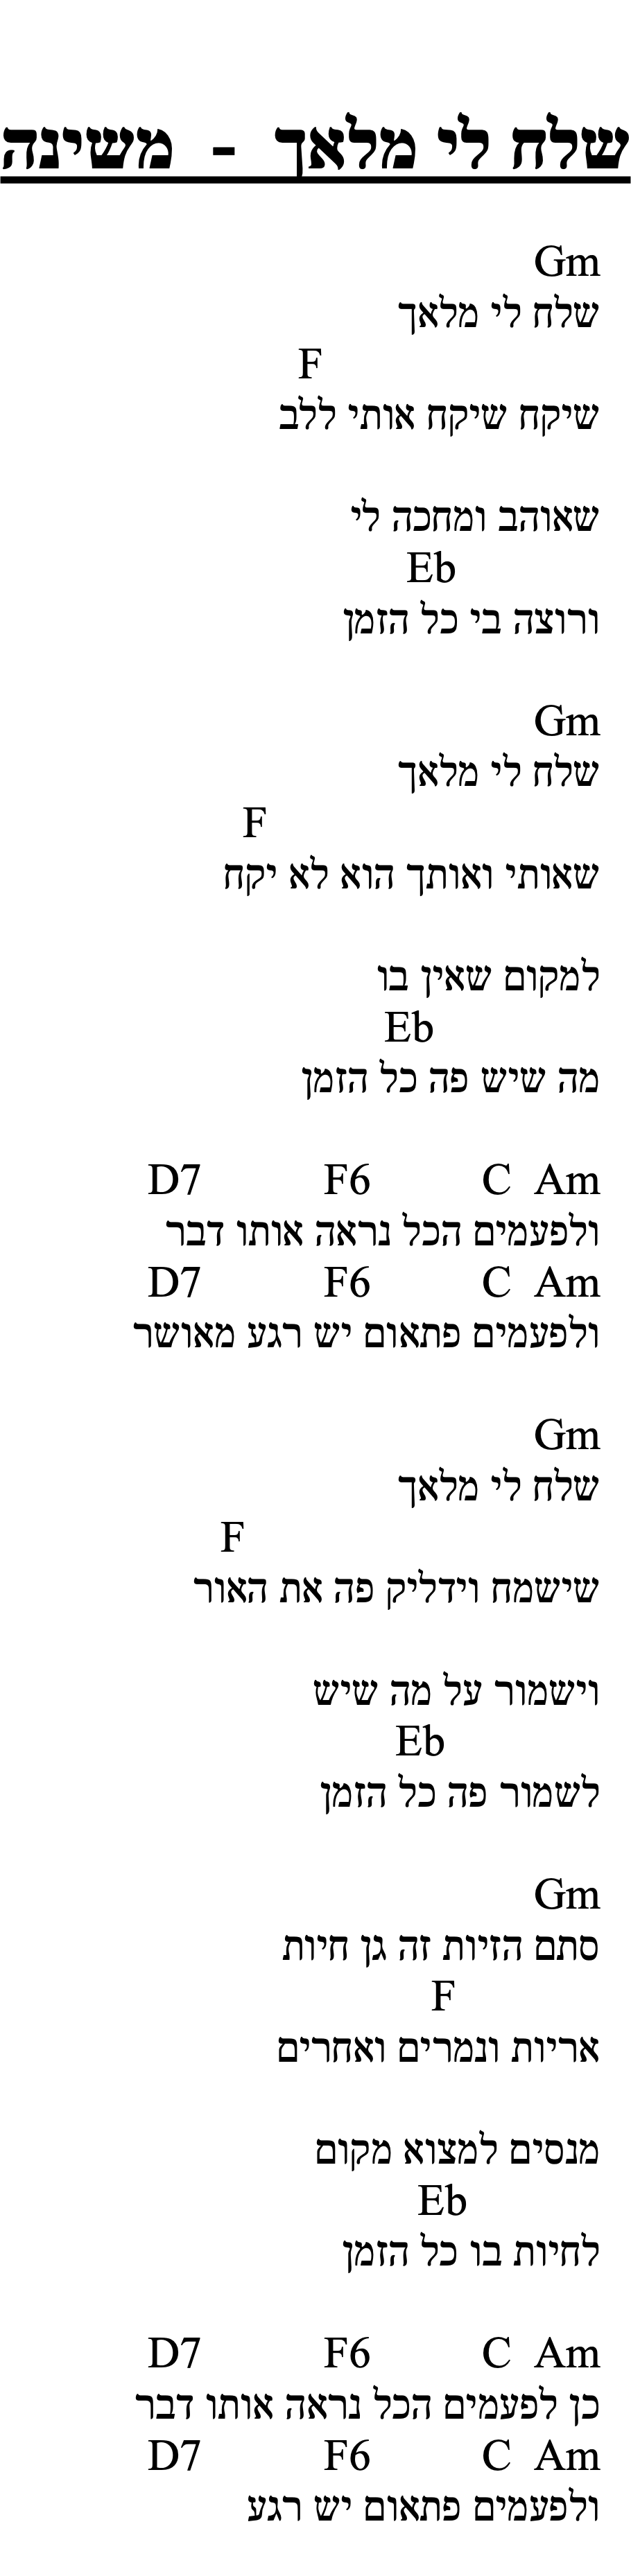 שלח לי מלאך - משינה
Gm
שלח לי מלאך
F
שיקח שיקח אותי ללב
שאוהב ומחכה לי
Eb
ורוצה בי כל הזמן
Gm
שלח לי מלאך
F
שאותי ואותך הוא לא יקח
למקום שאין בו
Eb
מה שיש פה כל הזמן
D7 F6 C Am
ולפעמים הכל נראה אותו דבר
D7 F6 C Am
ולפעמים פתאום יש רגע מאושר
Gm
שלח לי מלאך
F
שישמח וידליק פה את האור
וישמור על מה שיש
Eb
לשמור פה כל הזמן
Gm
סתם הזיות זה גן חיות
F
אריות ונמרים ואחרים
מנסים למצוא מקום
Eb
לחיות בו כל הזמן
D7 F6 C Am
כן לפעמים הכל נראה אותו דבר
D7 F6 C Am
ולפעמים פתאום יש רגע